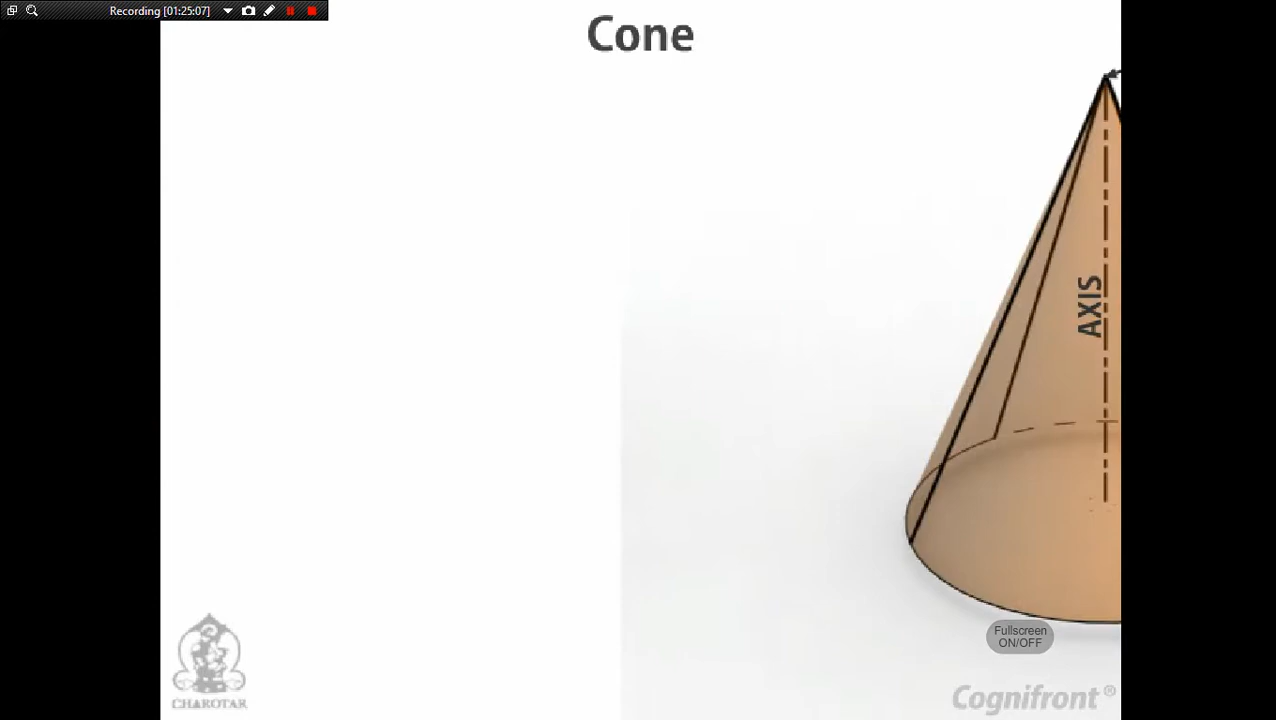 Recording [01:25:07]
Cone
AXIS
Fullscreen
ON/OFF
CHAROTAR
Cognifront®